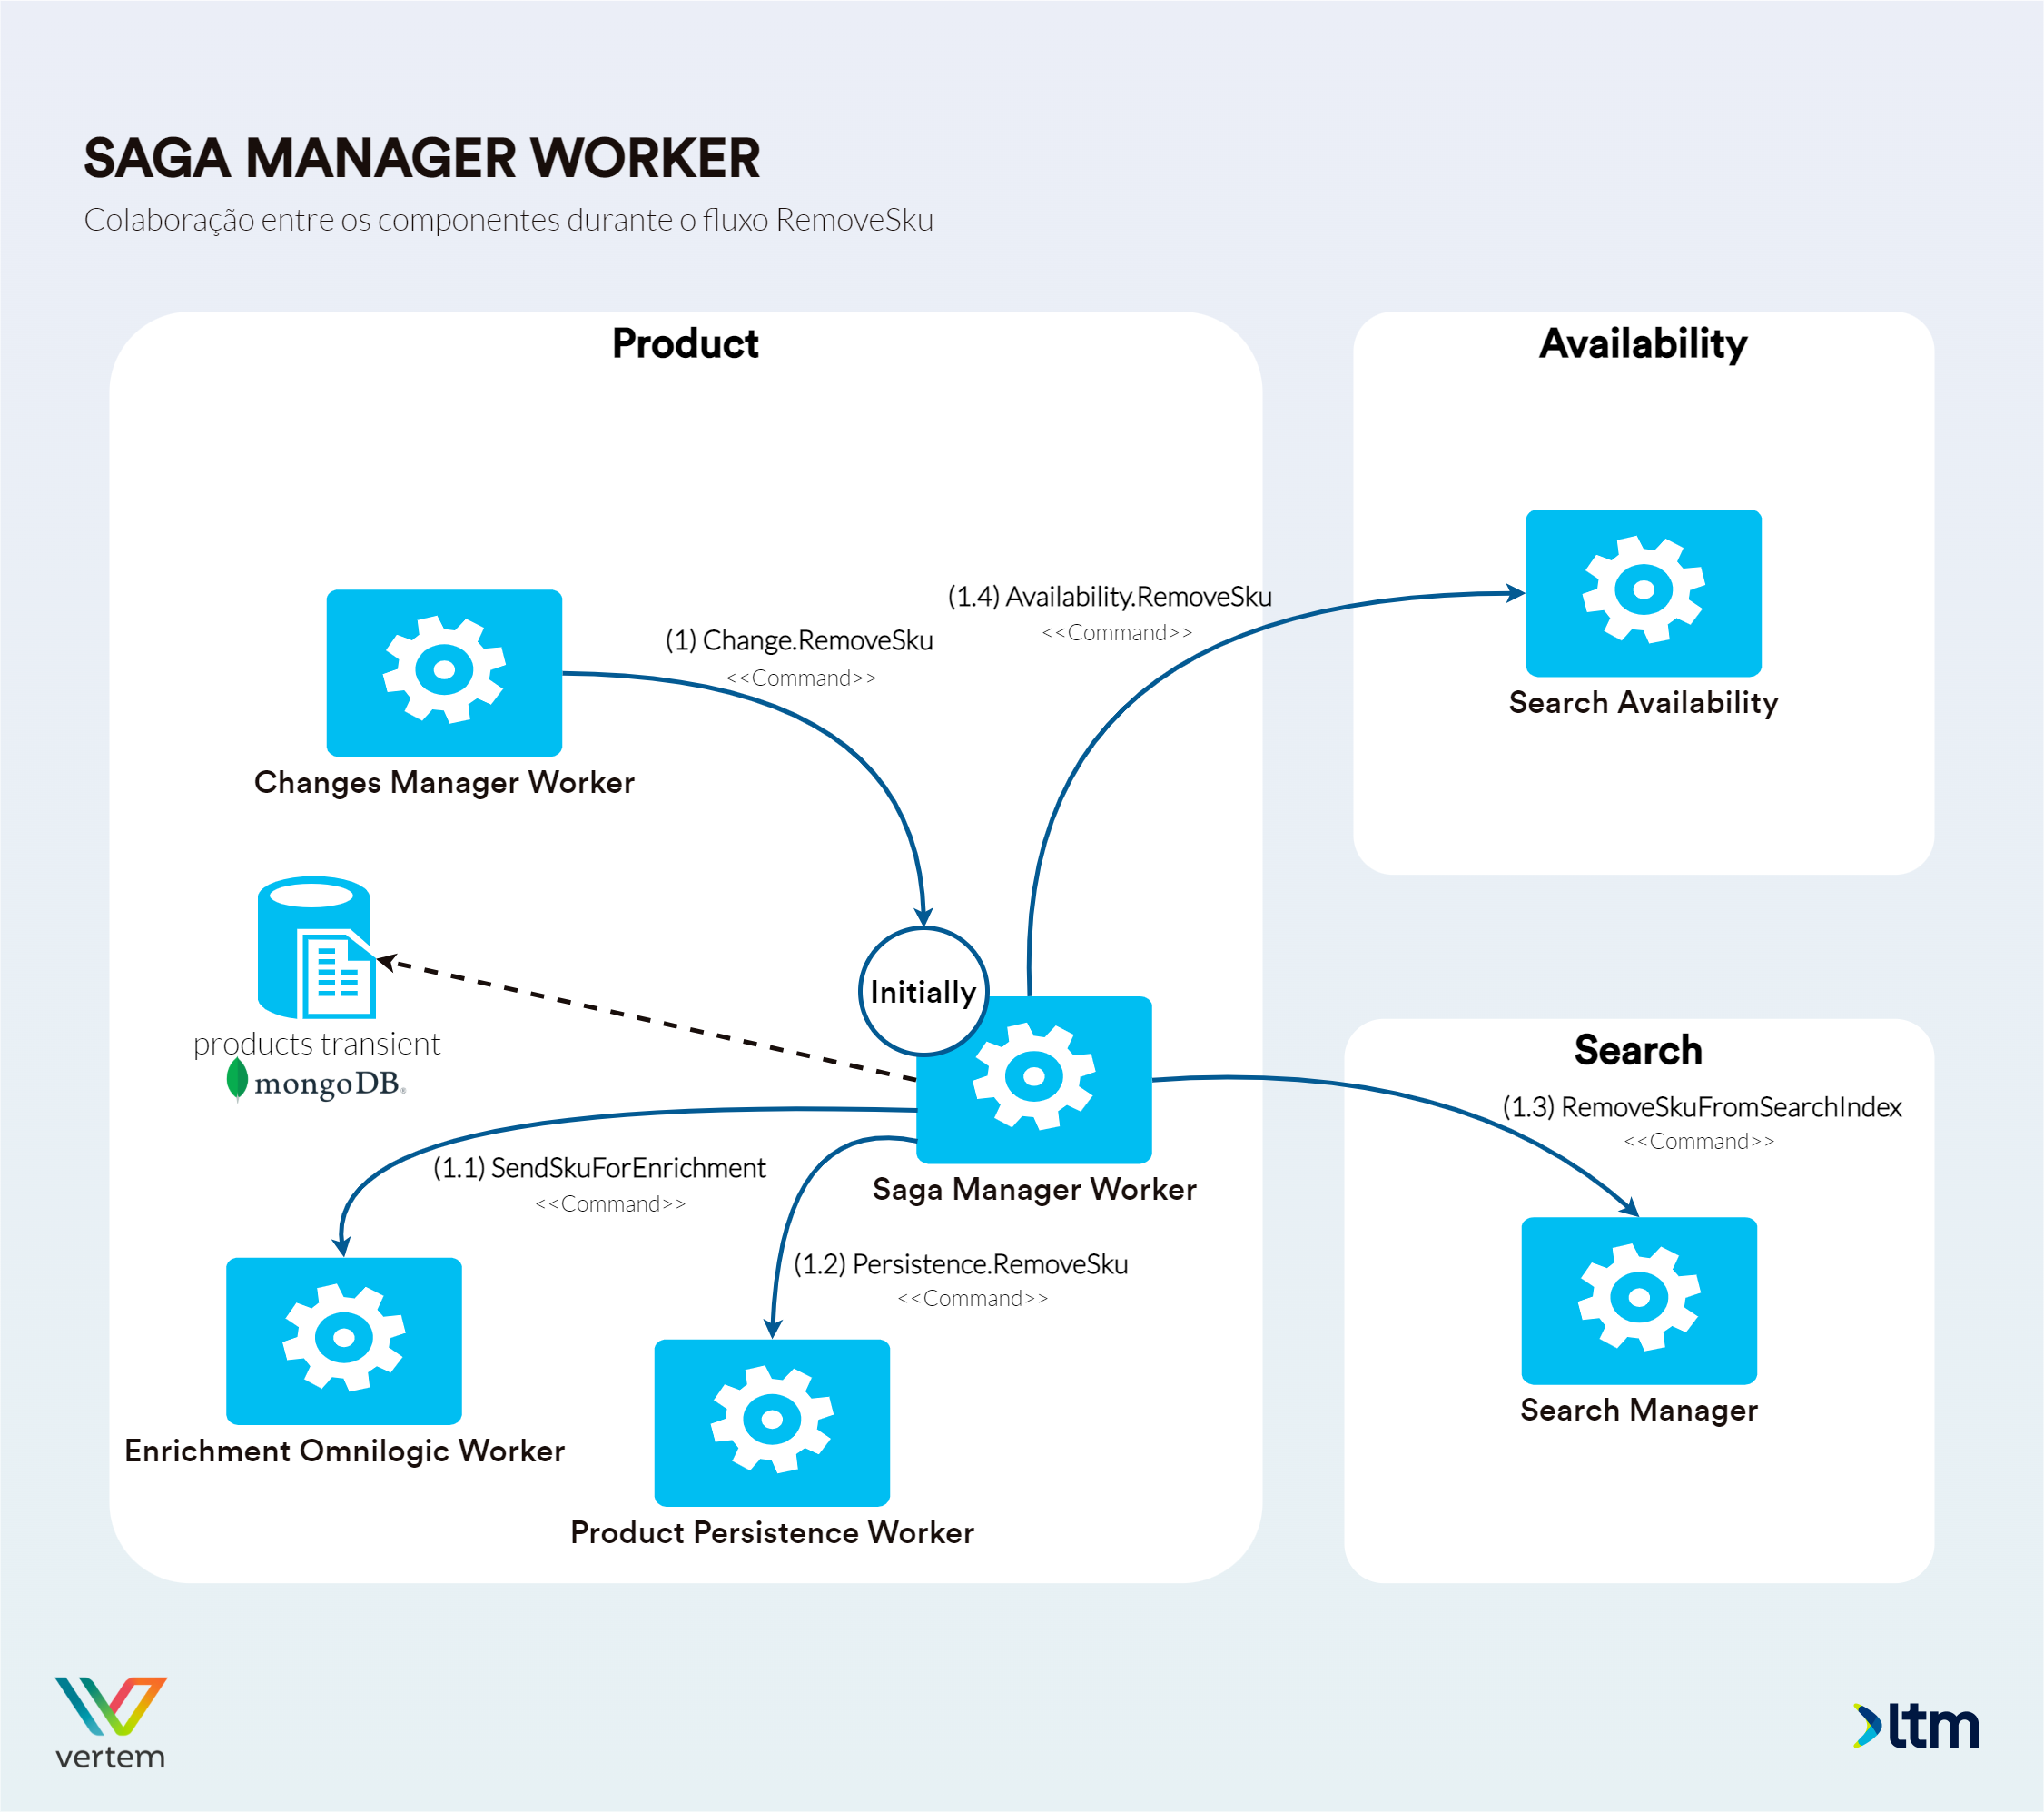 SAGA MANAGER WORKER
Colaboração entre os componentes durante o fluxo RemoveSku
Product
Availability
(1.4) Availability.RemoveSku
<<Command>>
(1) Change.RemoveSku
<<Command>>
Search Availability
Changes Manager Worker
Initially
products transient
mongoDB
Search
(1.3) RemoveSkuFromSearchIndex
<<Command>>
(1.1) SendSkuForEnrichment
<<Command>>
Saga Manager Worker
(1.2) Persistence.RemoveSku
<<Command>>
Search Manager
Enrichment Omnilogic Worker
Product Persistence Worker
vertem
ltm